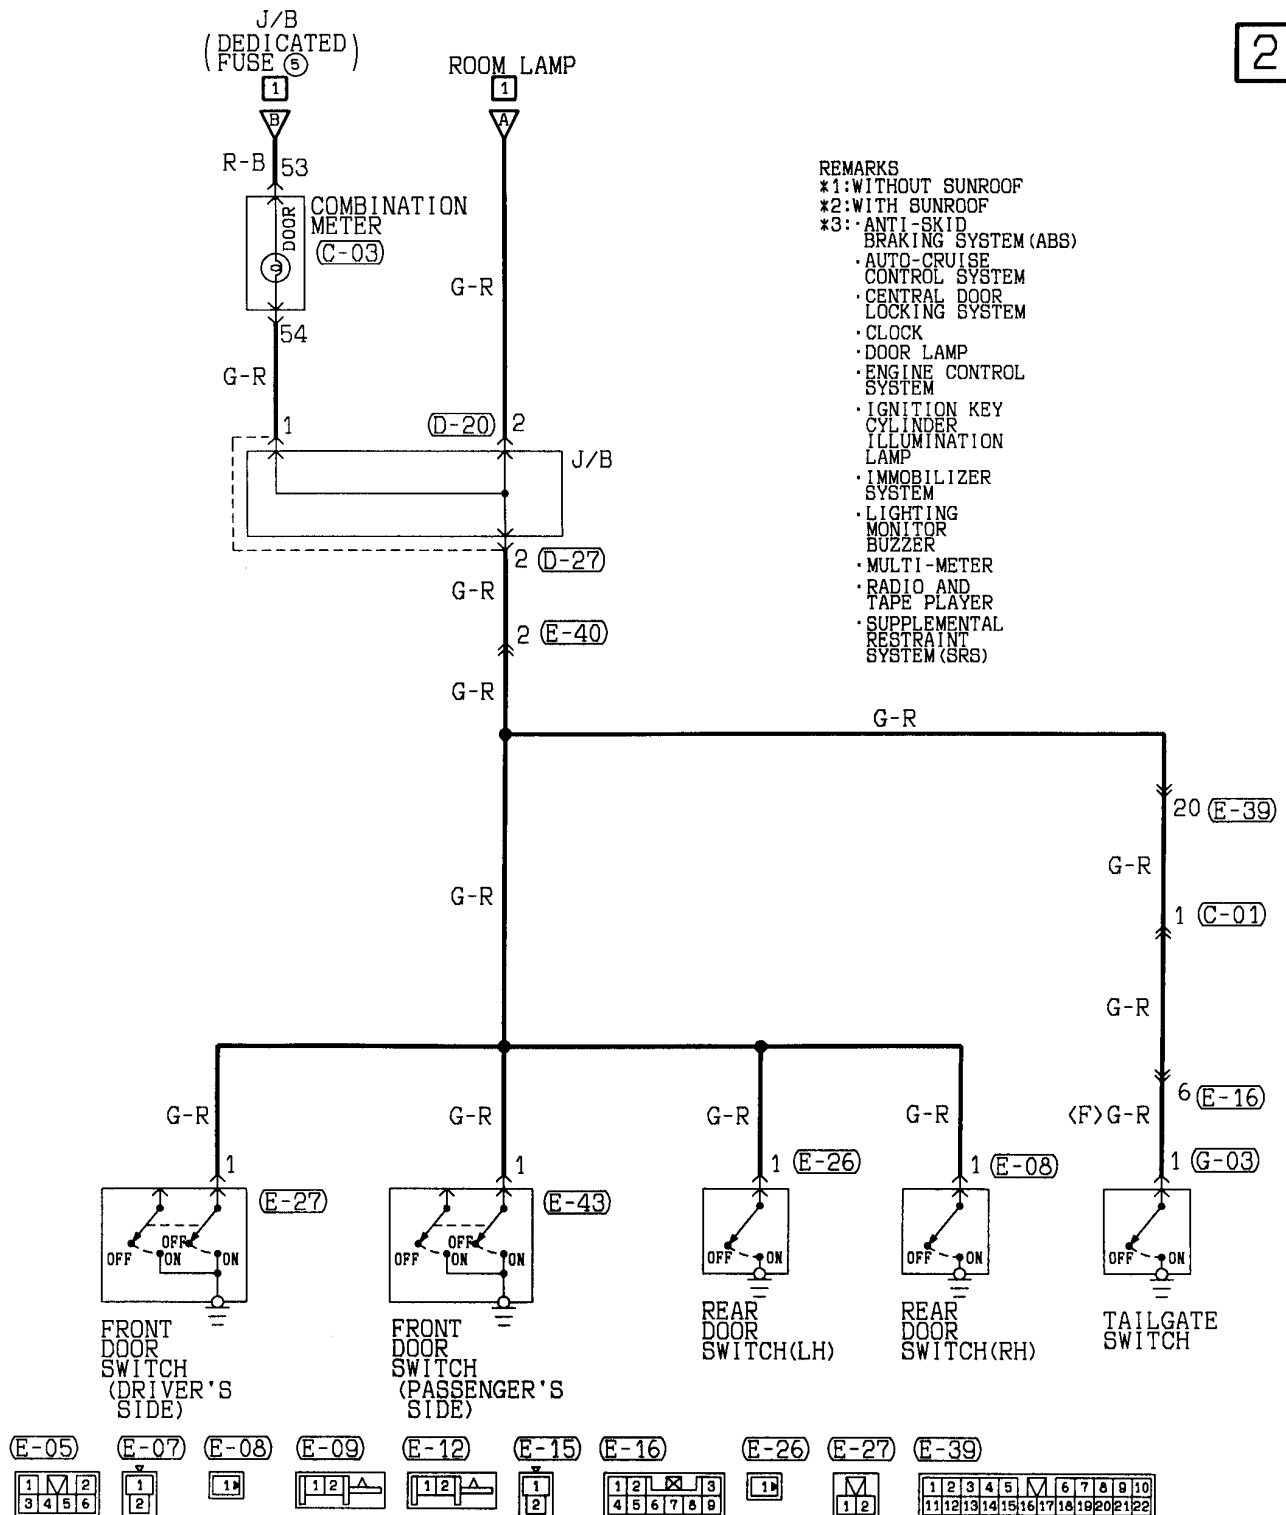 J/B
(DEDICATED
FUSE ⑤)
ROOM LAMP
2
1
1
B
A
R-B 53
COMBINATION
METER
(C-03)
DOOR
54
G-R
G-R
1
(D-20) 2
J/B
2 (D-27)
G-R
2 (E-40)
G-R
REMARKS
*1:WITHOUT SUNROOF
*2:WITH SUNROOF
*3:·ANTI-SKID
BRAKING SYSTEM(ABS)
·AUTO-CRUISE
CONTROL SYSTEM
·CENTRAL DOOR
LOCKING SYSTEM
·CLOCK
·DOOR LAMP
·ENGINE CONTROL
SYSTEM
·IGNITION KEY
CYLINDER
ILLUMINATION
LAMP
·IMMOBILIZER
SYSTEM
·LIGHTING
MONITOR
BUZZER
·MULTI-METER
·RADIO AND
TAPE PLAYER
·SUPPLEMENTAL
RESTRAINT
SYSTEM(SRS)
G-R
20 (E-39)
G-R
G-R
1 (C-01)
G-R
6 (E-16)
G-R
G-R
G-R
G-R
<F>G-R
1
1
1 (E-26)
1 (E-08)
1 (G-03)
(E-27)
(E-43)
OFF OFF ON ON
OFF OFF ON ON
OFF ON
OFF ON
OFF ON
FRONT
DOOR
SWITCH
(DRIVER'S
SIDE)
FRONT
DOOR
SWITCH
(PASSENGER'S
SIDE)
REAR
DOOR
SWITCH(LH)
REAR
DOOR
SWITCH(RH)
TAILGATE
SWITCH
(E-05) (E-07) (E-08) (E-09) (E-12) (E-15) (E-16) (E-26) (E-27) (E-39)
1 2
3 4 5 6
1
2
1
1 2
1 2
1
2
1 2 3
4 5 6 7 8 9
1
1 2
1 2 3 4 5 6 7 8 9 10
11 12 13 14 15 16 17 18 19 20 21 22